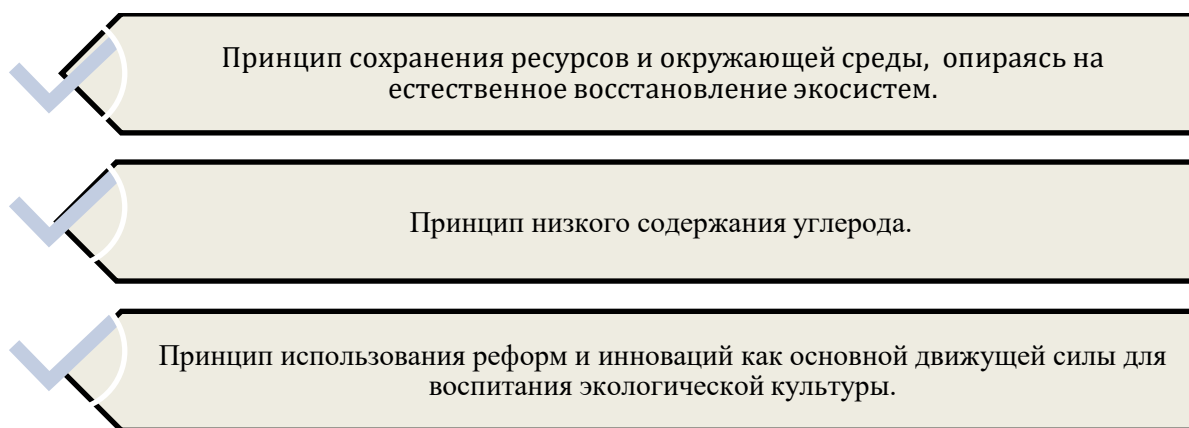 Принцип сохранения ресурсов и окружающей среды, опираясь на
естественное восстановление экосистем.
Принцип низкого содержания углерода.
Принцип использования реформ и инноваций как основной движущей силы для
воспитания экологической культуры.